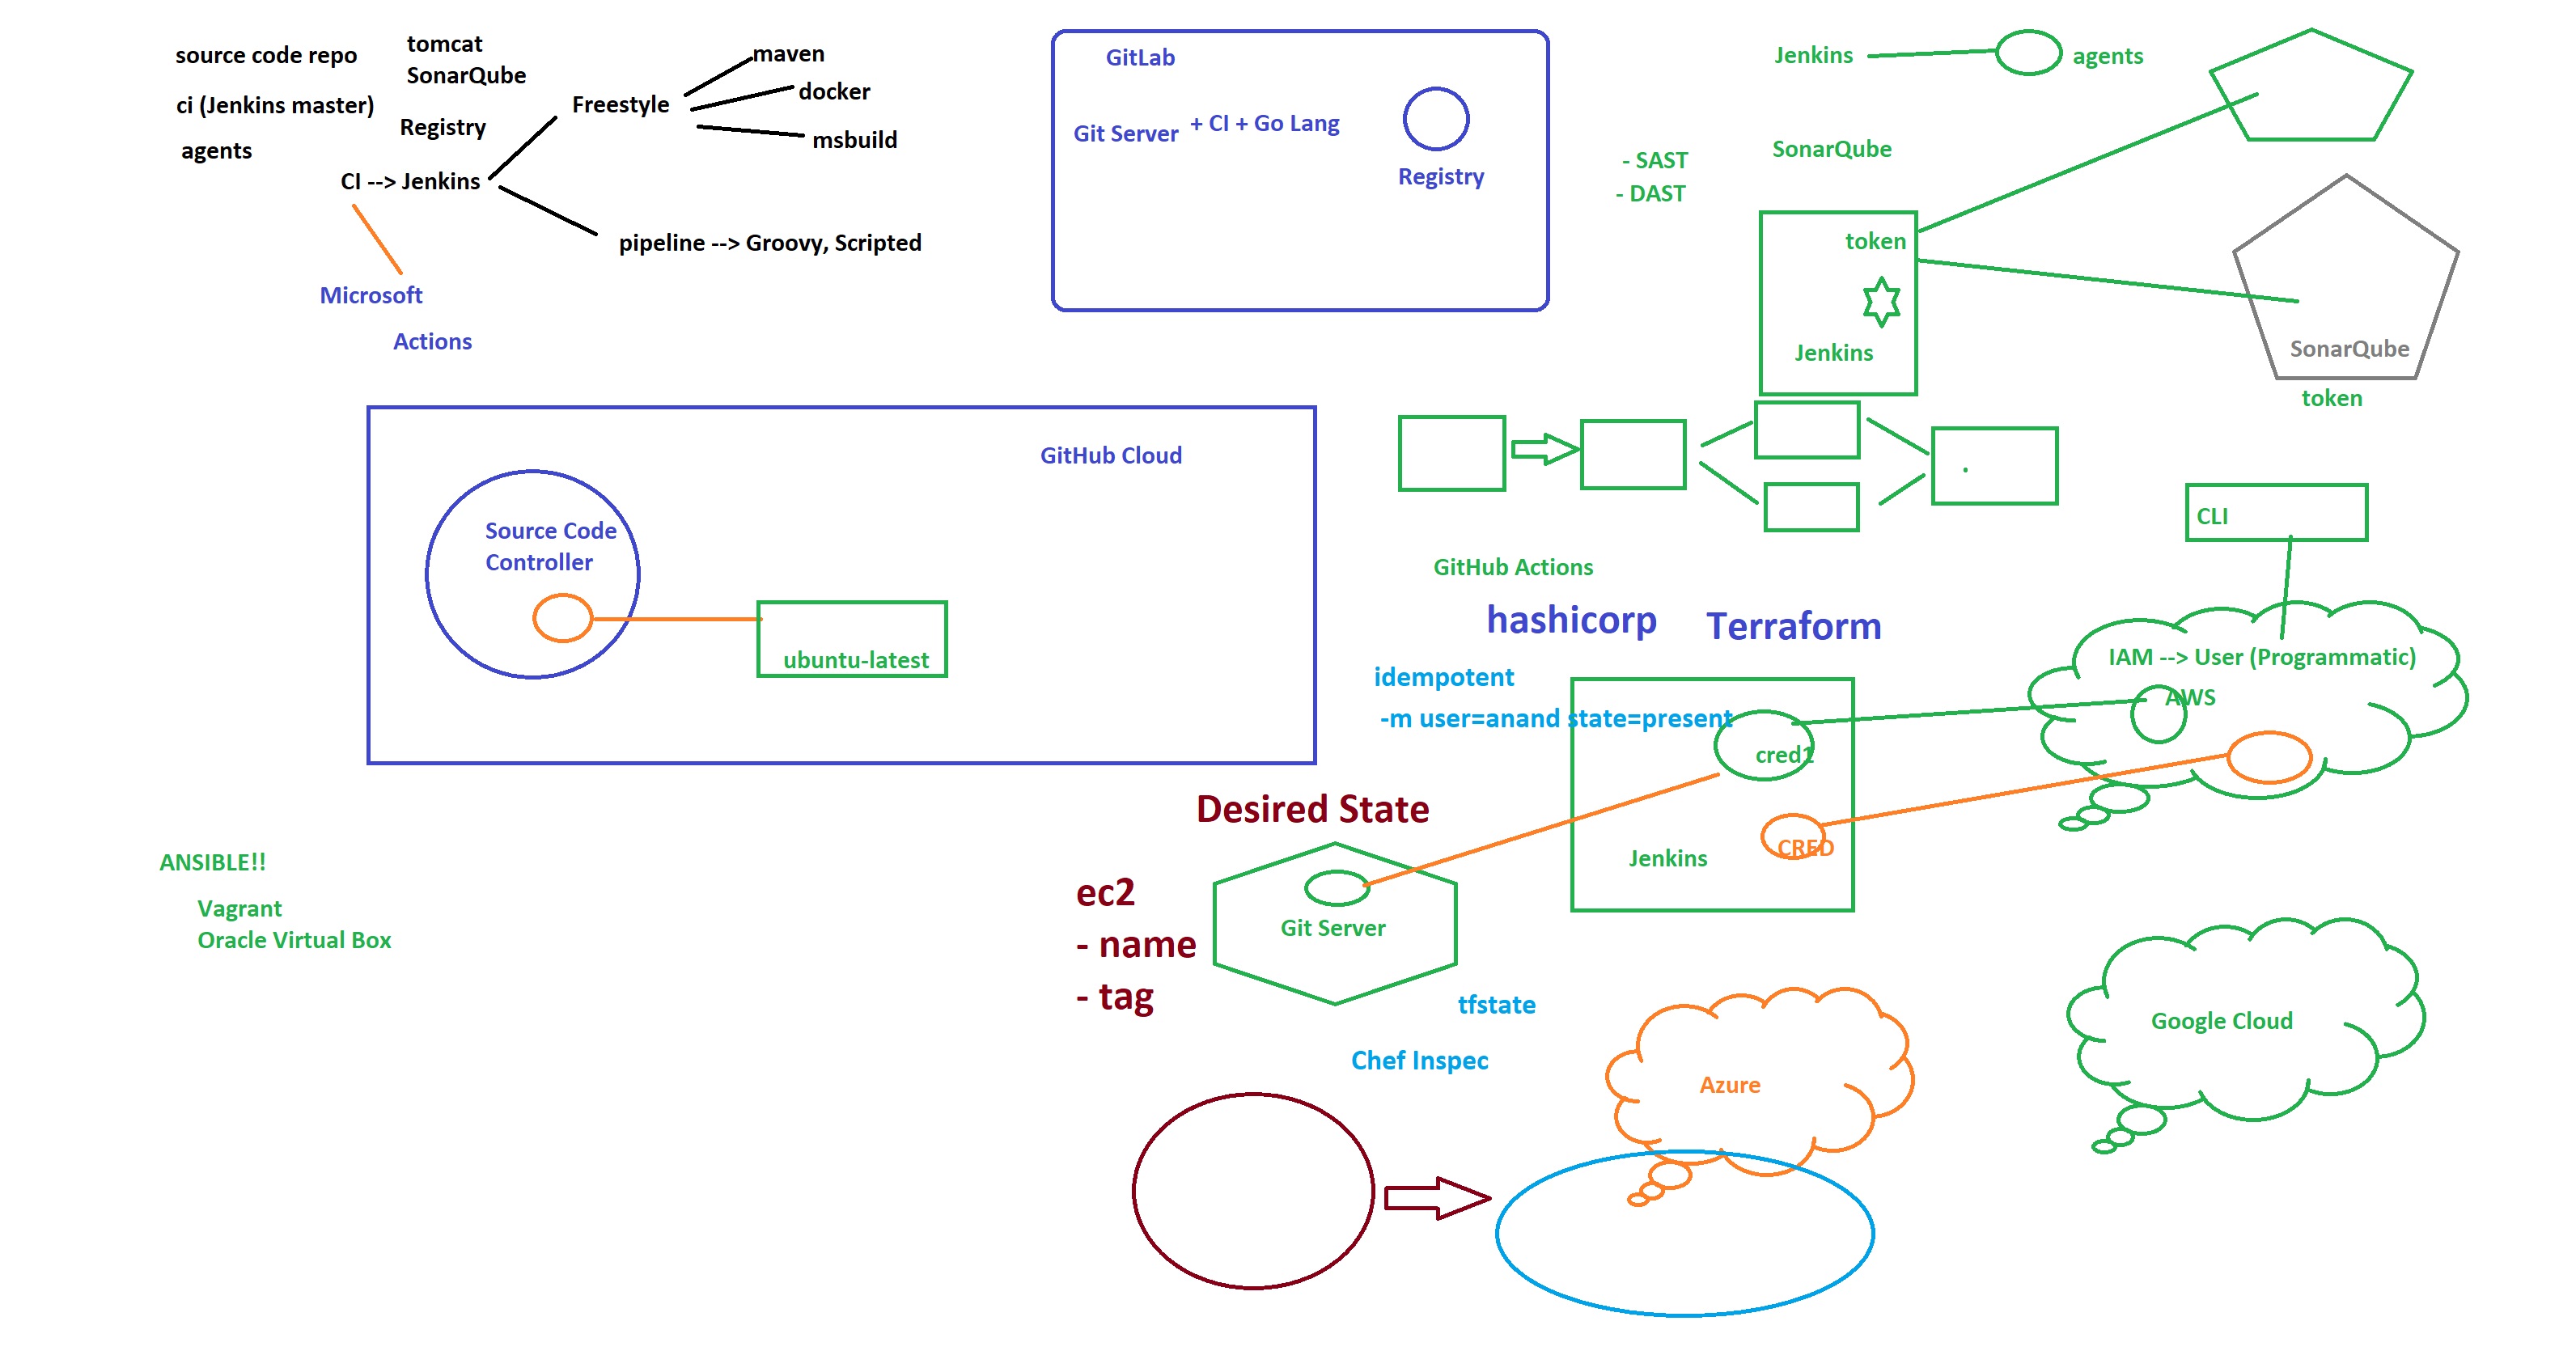 source code repo
tomcat
SonarQube
ci (Jenkins master)
Registry
agents
CI --> Jenkins
Freestyle
maven
docker
msbuild
pipeline --> Groovy, Scripted
Microsoft
Actions
GitLab
Git Server
+ CI + Go Lang
Registry
Jenkins
agents
SonarQube
- SAST
- DAST
token
Jenkins
SonarQube
token
GitHub Cloud
Source Code
Controller
ubuntu-latest
GitHub Actions
CLI
hashicorp
Terraform
idempotent
-m user=anand state=present
IAM --> User (Programmatic)
AWS
cred1
CRED
Jenkins
Desired State
Git Server
ec2
- name
- tag
ANSIBLE!!
Vagrant
Oracle Virtual Box
tfstate
Chef Inspec
Azure
Google Cloud